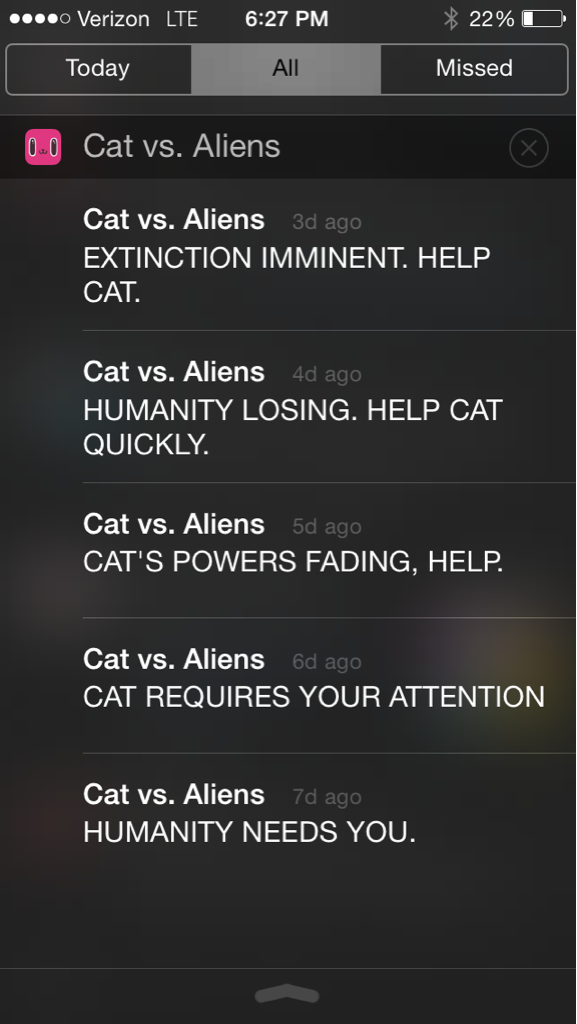 Verizon LTE 6:27 PM 22%
Today All Missed
Cat vs. Aliens
Cat vs. Aliens 3d ago
EXTINCTION IMMINENT. HELP
CAT.
Cat vs. Aliens 4d ago
HUMANITY LOSING. HELP CAT
QUICKLY.
Cat vs. Aliens 5d ago
CAT'S POWERS FADING, HELP.
Cat vs. Aliens 6d ago
CAT REQUIRES YOUR ATTENTION
Cat vs. Aliens 7d ago
HUMANITY NEEDS YOU.